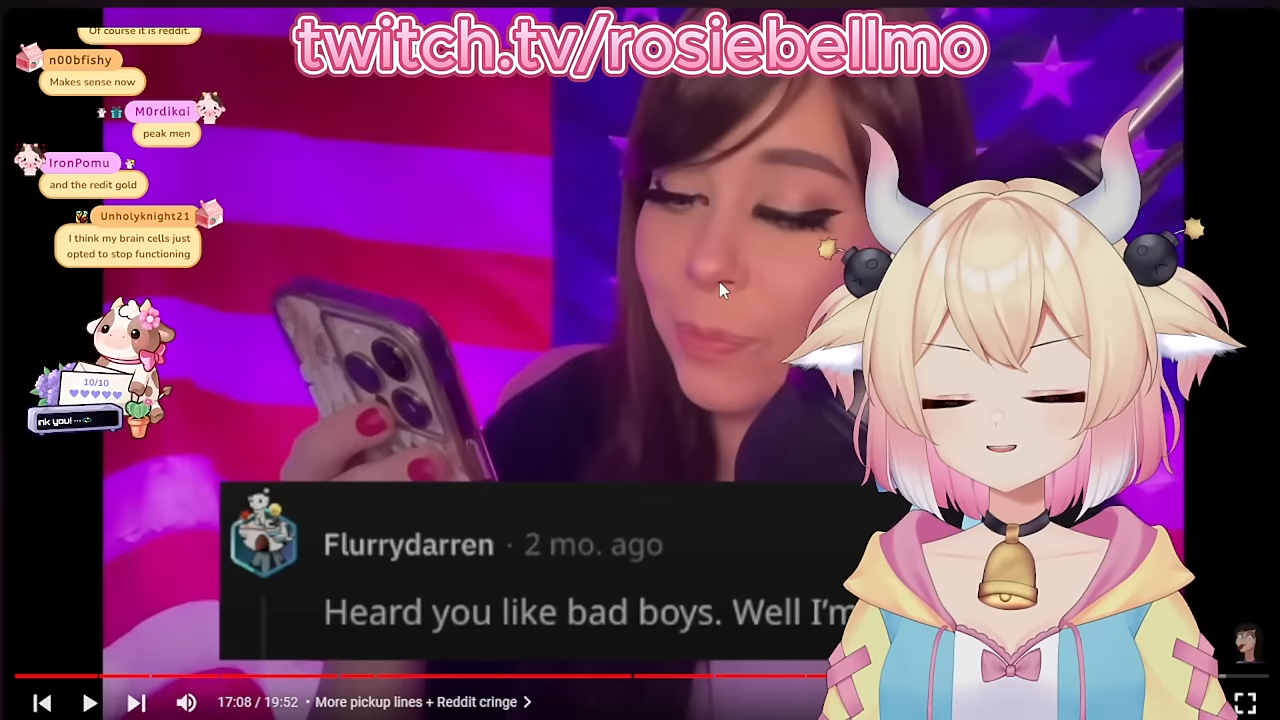 twitch.tv/rosiebellmo
Of course it is reddit.
n00bfishy
Makes sense now
M0rdikai
peak men
IronPomu
and the redit gold
Unholyknight21
I think my brain cells just
opted to stop functioning
10/10
nk you! ...
Flurrydarren · 2 mo. ago
Heard you like bad boys. Well I'm
17:08 / 19:52 • More pickup lines + Reddit cringe